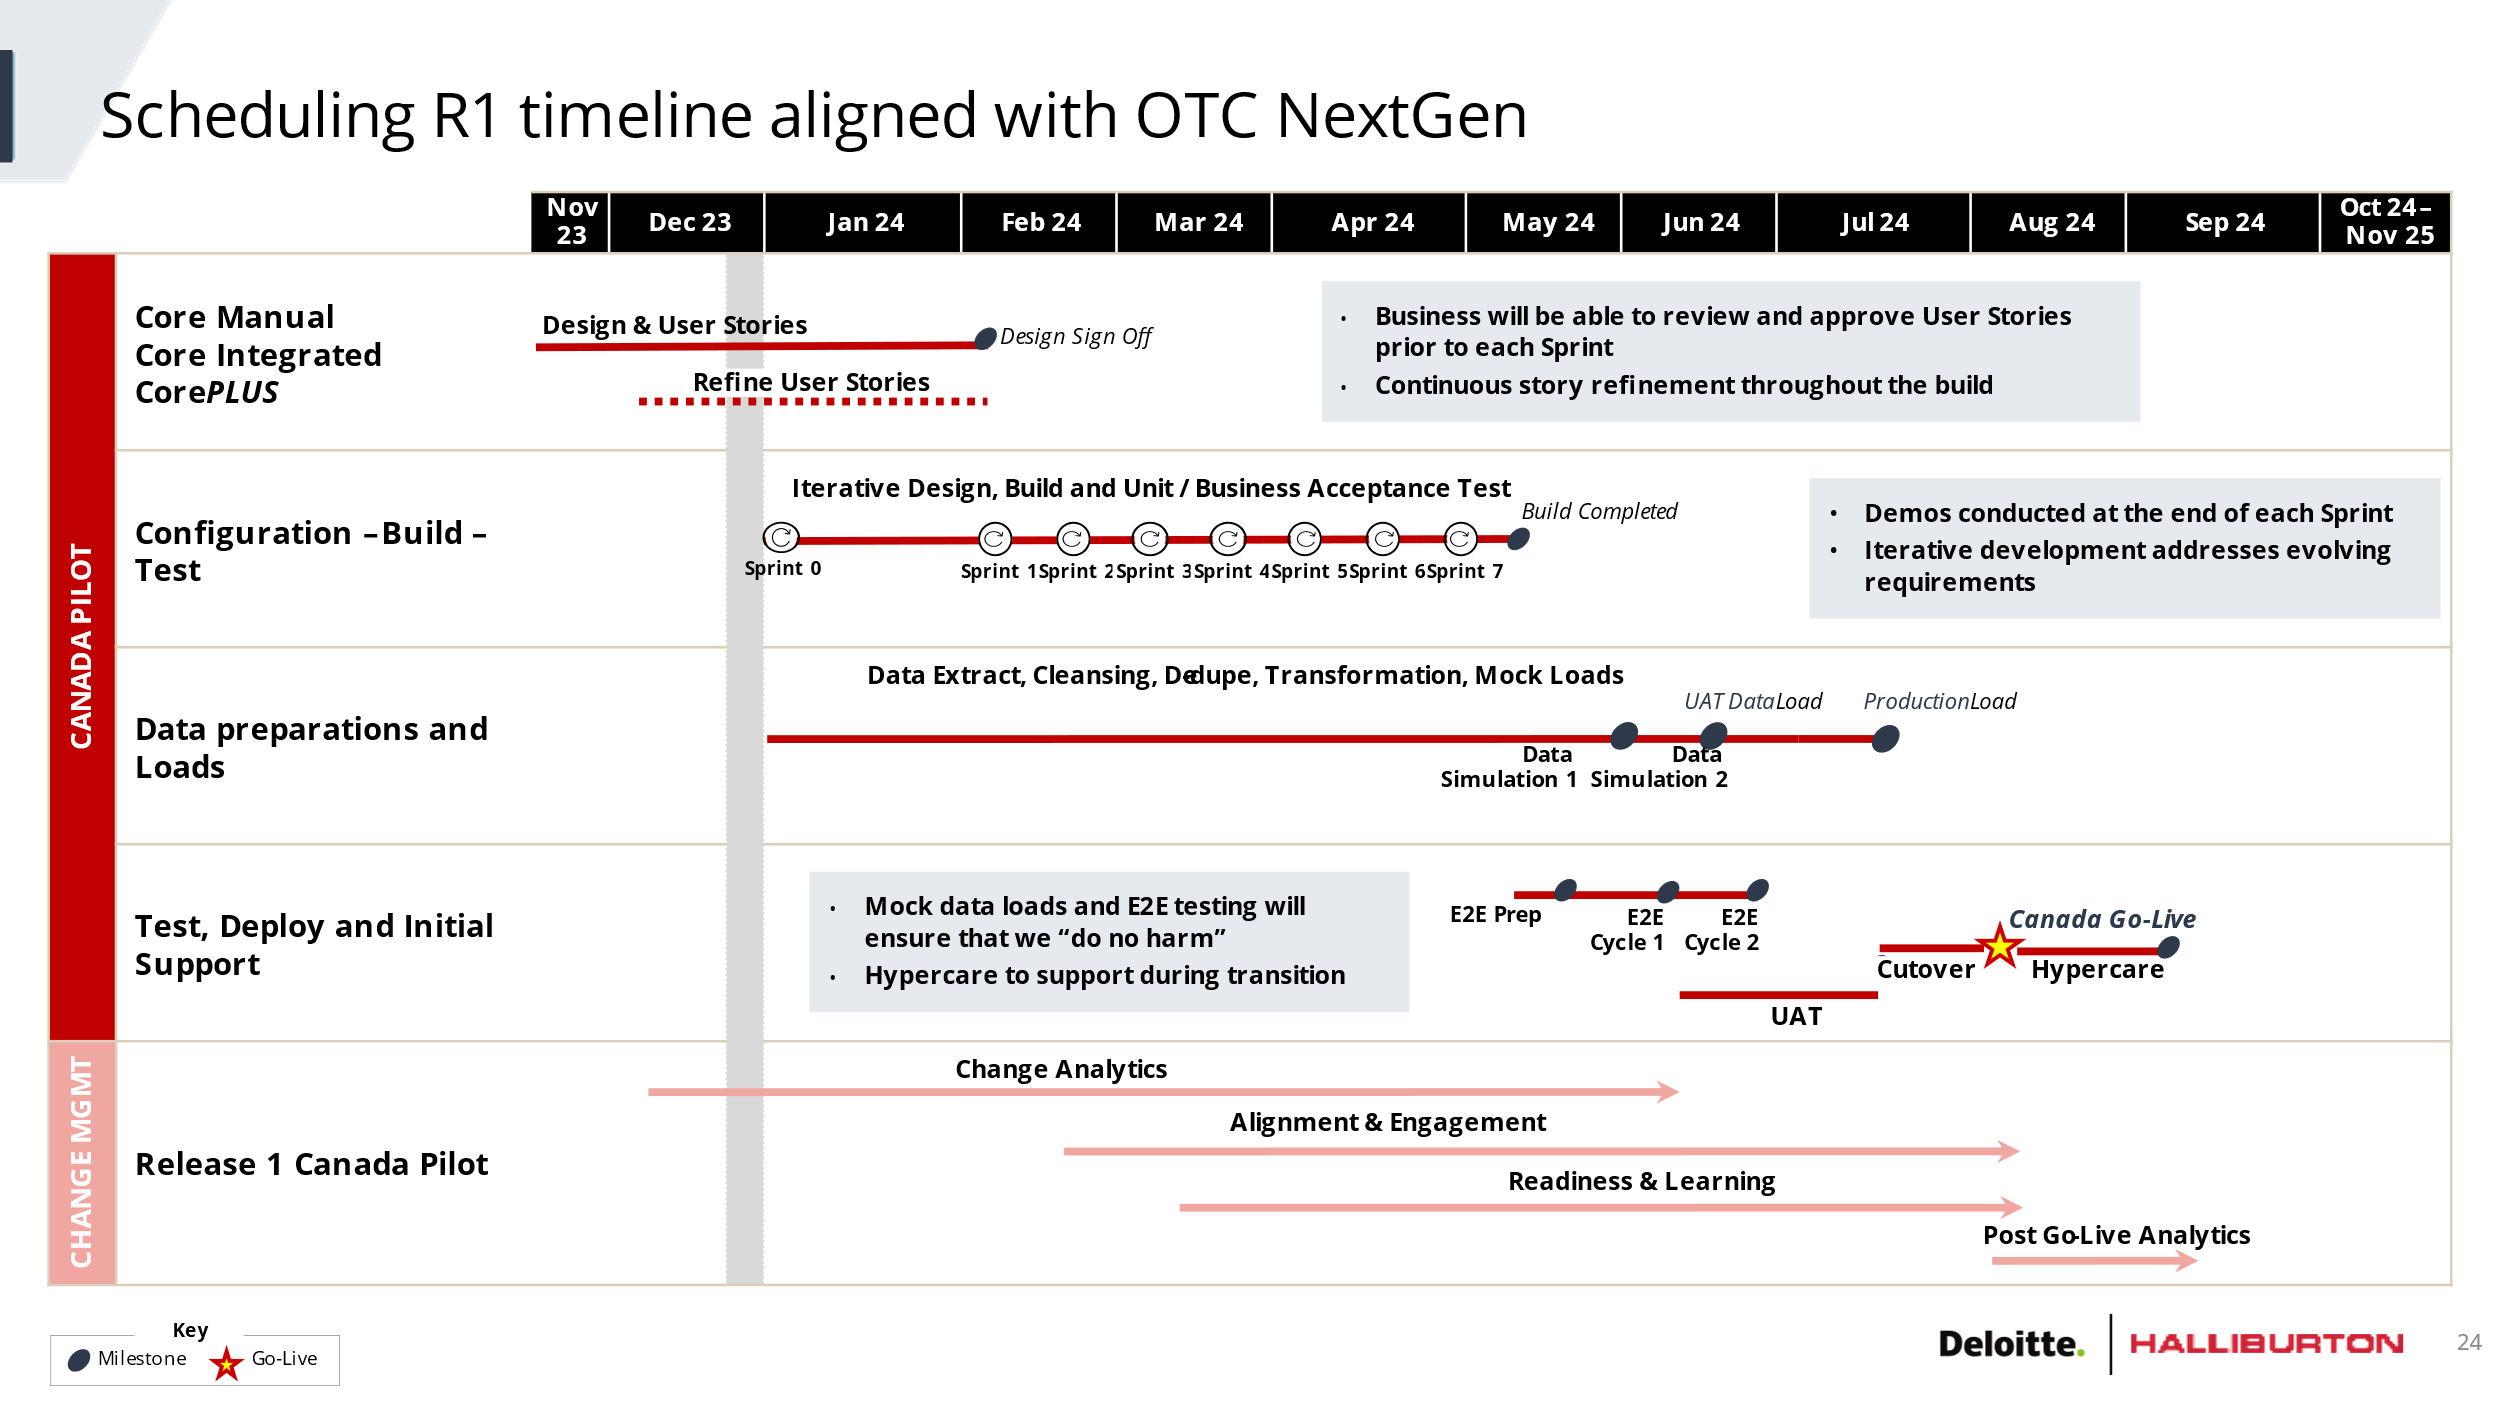 Scheduling R1 timeline aligned with OTC NextGen
Nov 23
Dec 23
Jan 24
Feb 24
Mar 24
Apr 24
May 24
Jun 24
Jul 24
Aug 24
Sep 24
Oct 24 –
Nov 25
CANADA PILOT
Core Manual
Core Integrated
CorePLUS
Design & User Stories
Design Sign Off
Refine User Stories
• Business will be able to review and approve User Stories
prior to each Sprint
• Continuous story refinement throughout the build
Configuration – Build –
Test
Iterative Design, Build and Unit / Business Acceptance Test
Build Completed
Sprint 0
Sprint 1
Sprint 2
Sprint 3
Sprint 4
Sprint 5
Sprint 6
Sprint 7
• Demos conducted at the end of each Sprint
• Iterative development addresses evolving
requirements
Data preparations and
Loads
Data Extract, Cleansing, De-dupe, Transformation, Mock Loads
UAT Data Load
Production Load
Data
Simulation 1
Data
Simulation 2
Test, Deploy and Initial
Support
• Mock data loads and E2E testing will
ensure that we “do no harm”
• Hypercare to support during transition
E2E Prep
E2E
Cycle 1
E2E
Cycle 2
Canada Go-Live
Cutover
Hypercare
UAT
CHANGE MGMT
Release 1 Canada Pilot
Change Analytics
Alignment & Engagement
Readiness & Learning
Post Go-Live Analytics
Key
Milestone
Go-Live
Deloitte.
HALLIBURTON
24